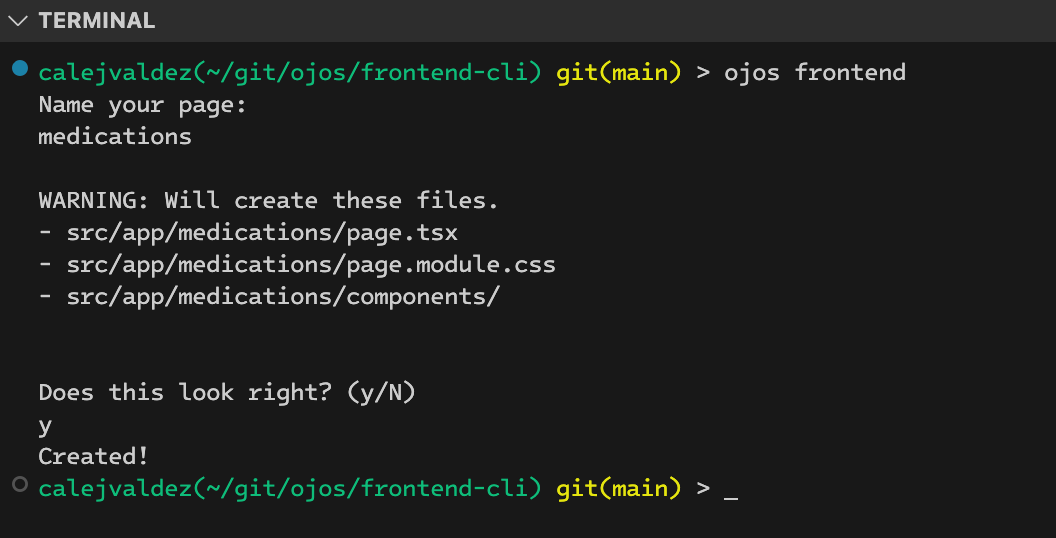 TERMINAL
calejvaldez(~/git/ojos/frontend-cli) git(main) > ojos frontend
Name your page:
medications
WARNING: Will create these files.
- src/app/medications/page.tsx
- src/app/medications/page.module.css
- src/app/medications/components/
Does this look right? (y/N)
y
Created!
calejvaldez(~/git/ojos/frontend-cli) git(main) > _